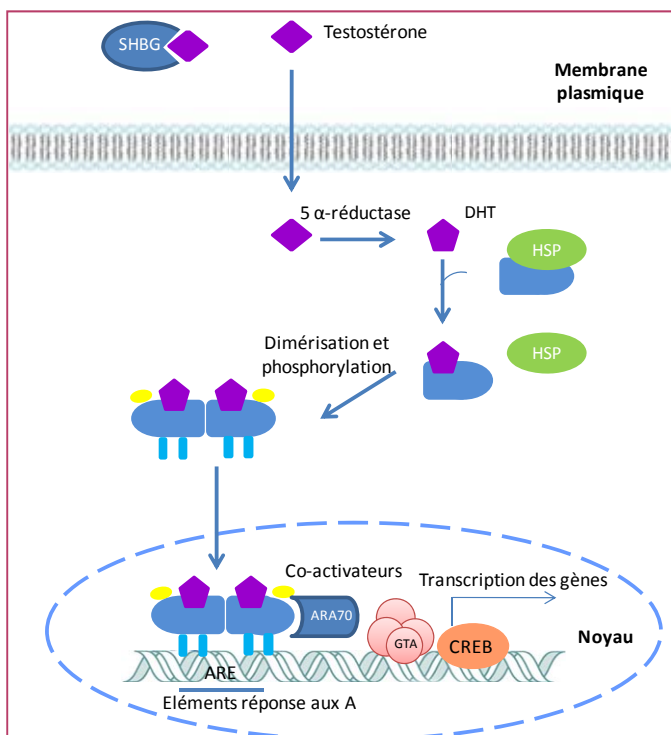 SHBG
Testostérone
Membrane
plasmique
5 α-réductase
DHT
HSP
Dimérisation et
phosphorylation
HSP
Co-activateurs
Transcription des gènes
ARA70
GTA
CREB
Noyau
ARE
Eléments réponse aux A